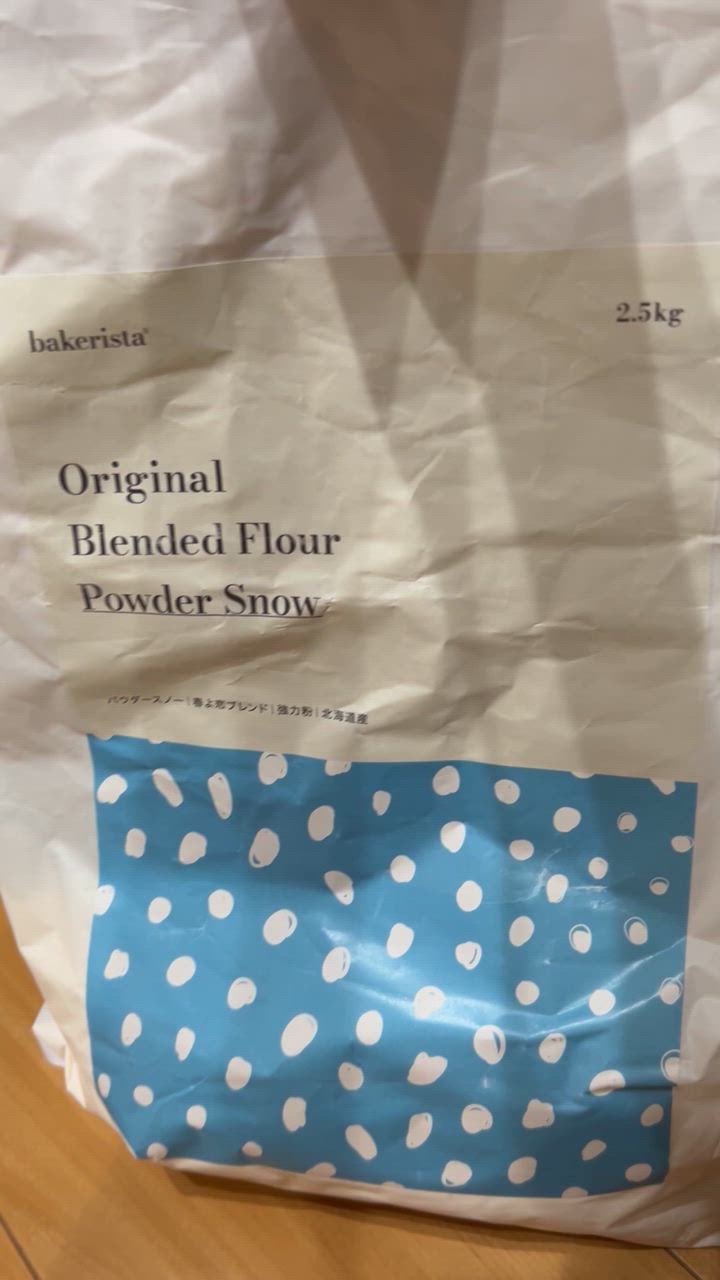 bakerista®
2.5kg
Original
Blended Flour
Powder Snow
パウダースノー|春よ恋ブレンド|強力粉|北海道産